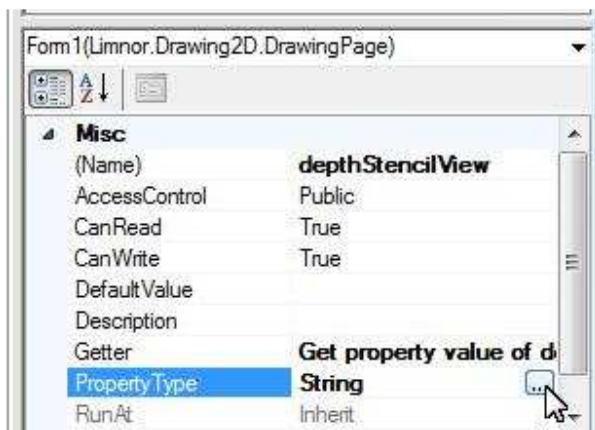 Form1(Limnor.Drawing2D.DrawingPage)
A Z
Misc
(Name) depthStencilView
AccessControl Public
CanRead True
CanWrite True
DefaultValue
Description
Getter Get property value of d
PropertyType String ...
RunAt Inherit